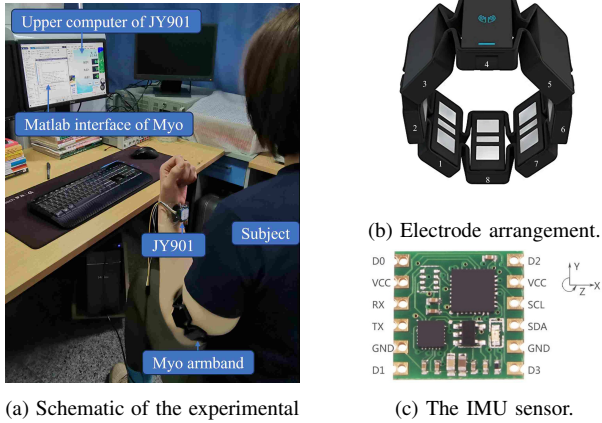 Upper computer of JY901
Matlab interface of Myo
JY901
Subject
Myo armband
(a) Schematic of the experimental
4
3
5
2
6
1
7
8
(b) Electrode arrangement.
D0
VCC
RX
TX
GND
D1
D2
VCC
SCL
SDA
GND
D3
Y
X
Z
(c) The IMU sensor.